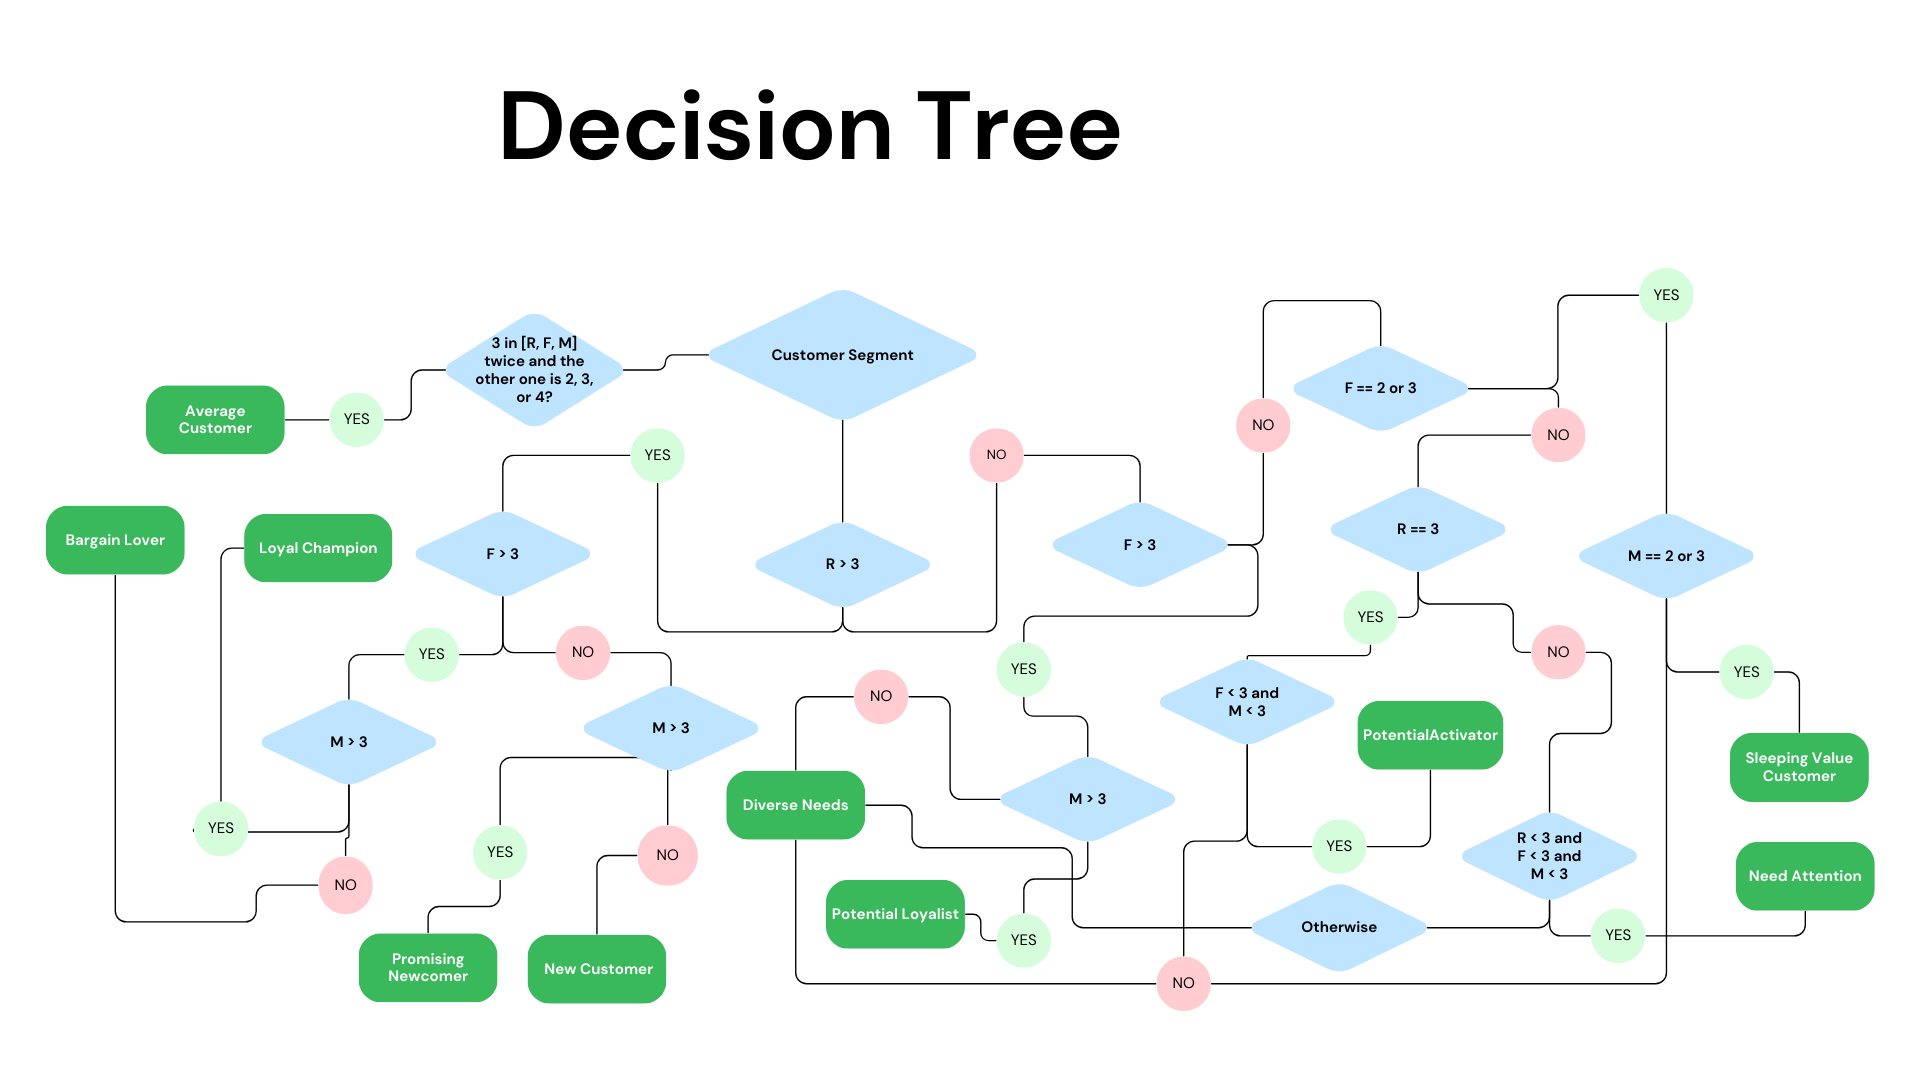 Decision Tree
YES
3 in [R, F, M]
twice and the
other one is 2, 3,
or 4?
Customer Segment
F == 2 or 3
Average
Customer
YES
NO
NO
YES
NO
Bargain Lover
Loyal Champion
F > 3
R > 3
F > 3
R == 3
M == 2 or 3
YES
YES
NO
YES
NO
YES
NO
F < 3 and
M < 3
M > 3
M > 3
PotentialActivator
Sleeping Value
Customer
Diverse Needs
M > 3
YES
YES
NO
YES
R < 3 and
F < 3 and
M < 3
Need Attention
NO
Potential Loyalist
YES
Otherwise
YES
Promising
Newcomer
New Customer
NO